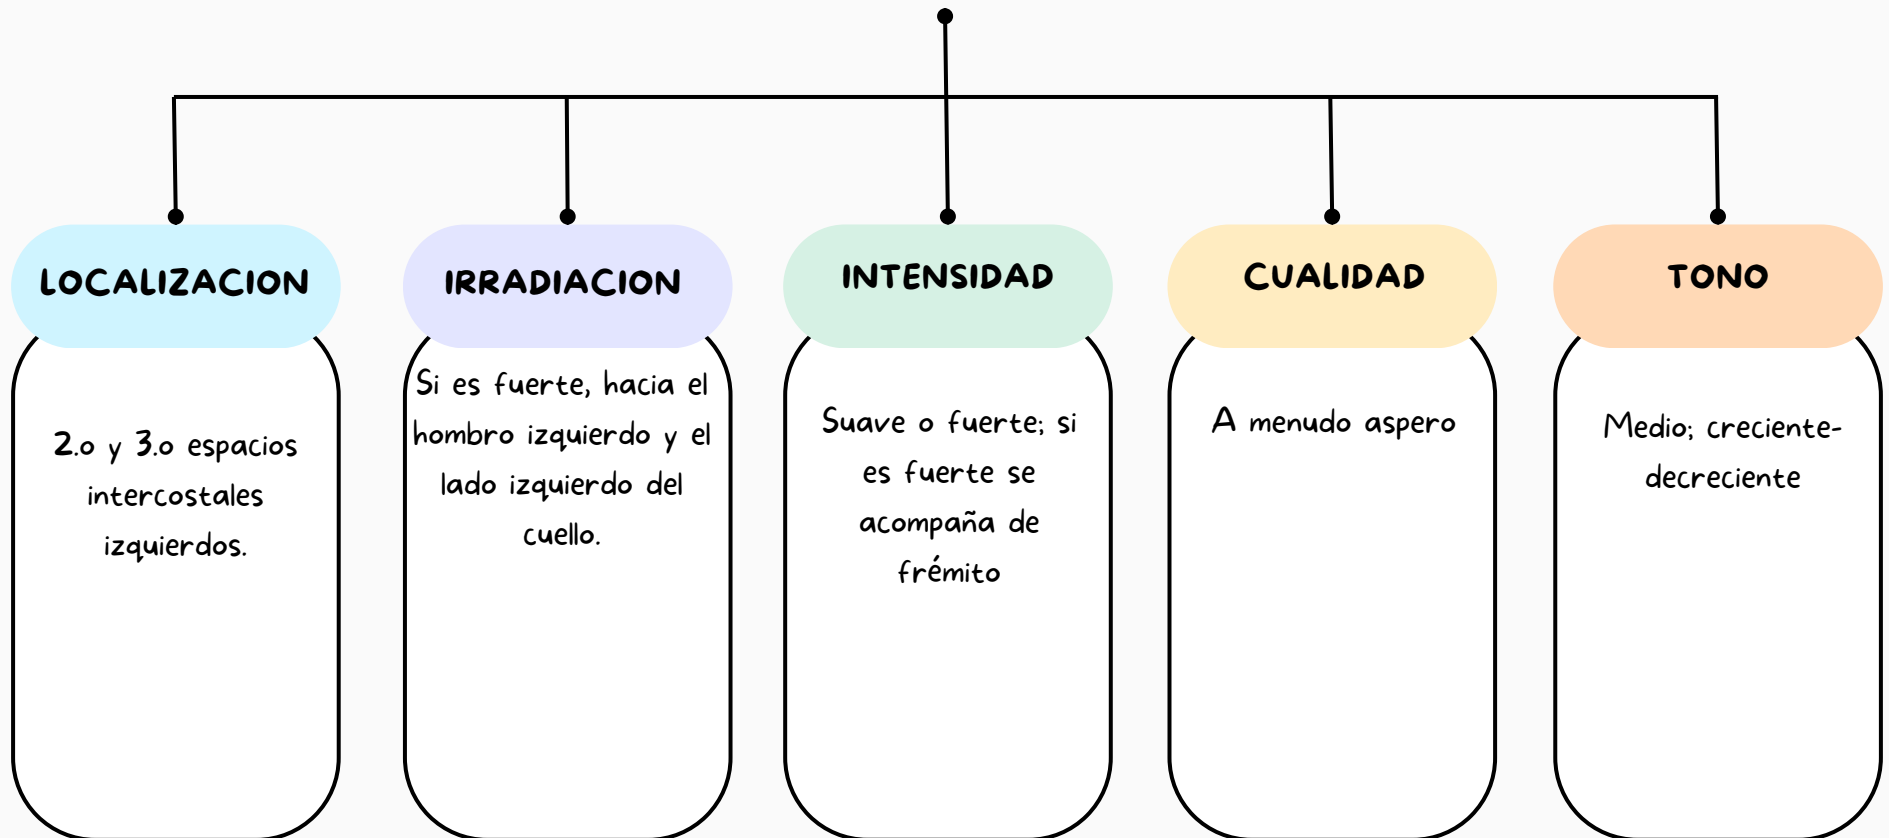 LOCALIZACION
2.o y 3.o espacios
intercostales
izquierdos.
IRRADIACION
Si es fuerte, hacia el
hombro izquierdo y el
lado izquierdo del
cuello.
INTENSIDAD
Suave o fuerte; si
es fuerte se
acompaña de
frémito
CUALIDAD
A menudo aspero
TONO
Medio; creciente-
decreciente